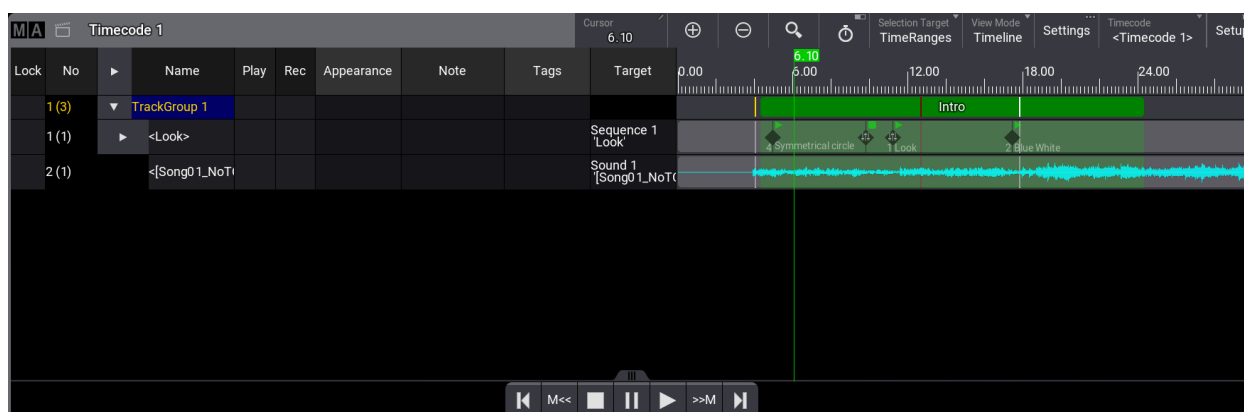 MA Timecode 1
Cursor
6.10
Selection Target
TimeRanges
View Mode
Timeline
Settings
Timecode
<Timecode 1>
Lock No Name Play Rec Appearance Note Tags Target
6.10
0.00 6.00 12.00 18.00 24.00
1 (3) TrackGroup 1
Intro
1 (1) <Look>
Sequence 1
'Look'
4 Symmetrical circle 1 Look 2 Blue White
2 (1)
Sound 1
M<< >>M